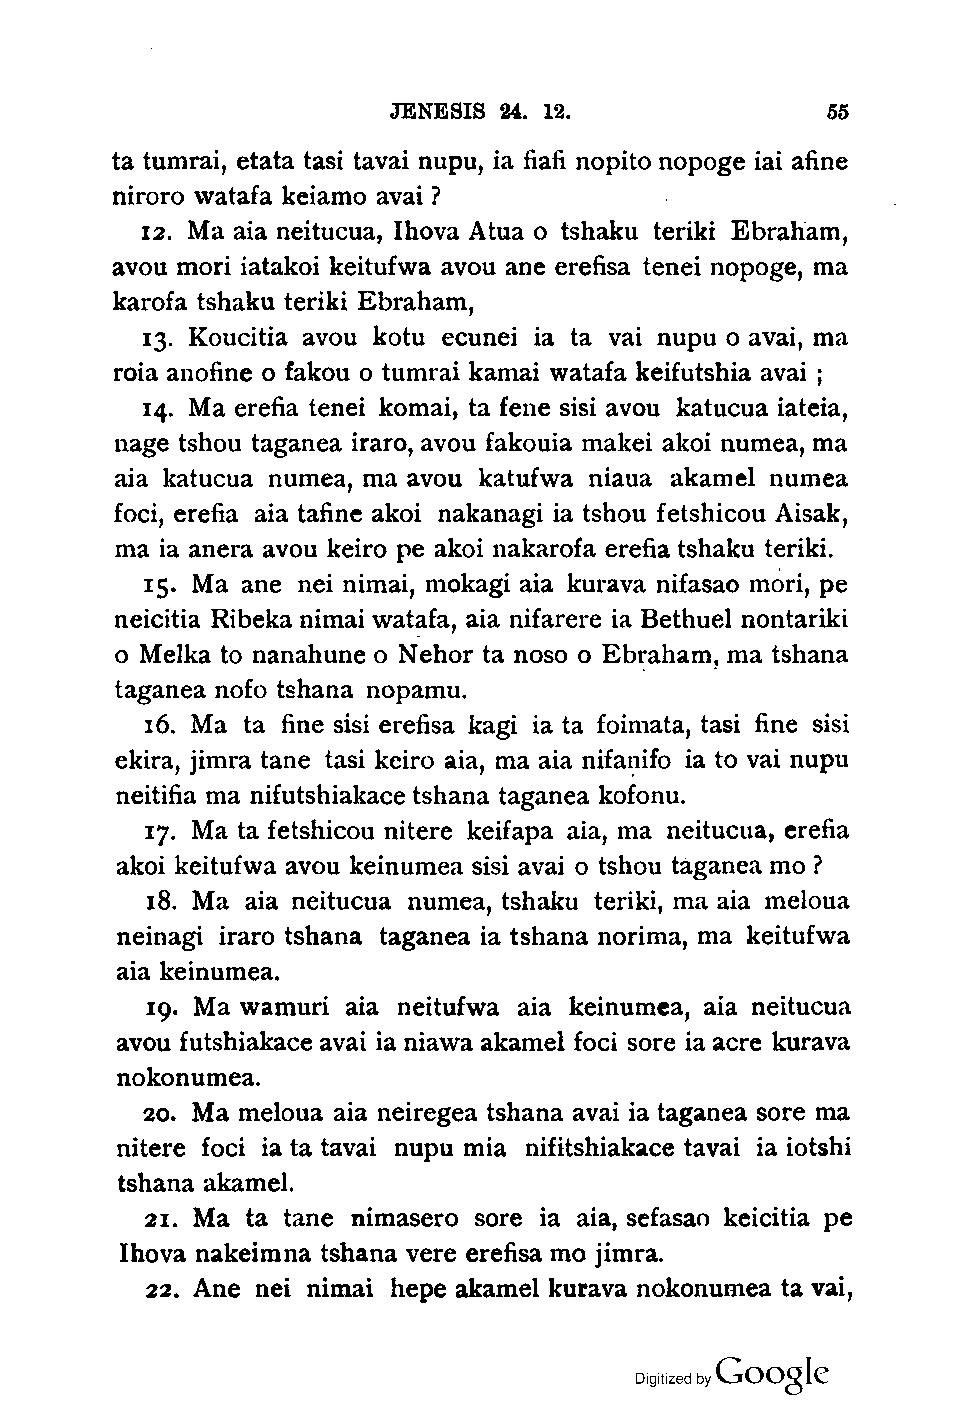 JENESIS 24. 12. 55
ta tumrai, etata tasi tavai nupu, ia fiafi nopito nopoge iai afine
niroro watafa keiamo avai ?
12. Ma aia neitucua, Ihova Atua o tshaku teriki Ebraham,
avou mori iatakoi keitufwa avou ane erefisa tenei nopoge, ma
karofa tshaku teriki Ebraham,
13. Koucitia avou kotu ecunei ia ta vai nupu o avai, ma
roia anofine o fakou o tumrai kamai watafa keifutshia avai ;
14. Ma erefia tenei komai, ta fene sisi avou katucua iateia,
nage tshou taganea iraro, avou fakouia makei akoi numea, ma
aia katucua numea, ma avou katufwa niaua akamel numea
foci, erefia aia tafine akoi nakanagi ia tshou fetshicou Aisak,
ma ia anera avou keiro pe akoi nakarofa erefia tshaku teriki.
15. Ma ane nei nimai, mokagi aia kurava nifasao mori, pe
neicitia Ribeka nimai watafa, aia nifarere ia Bethuel nontariki
o Melka to nanahune o Nehor ta noso o Ebraham, ma tshana
taganea nofo tshana nopamu.
16. Ma ta fine sisi erefisa kagi ia ta foimata, tasi fine sisi
ekira, jimra tane tasi keiro aia, ma aia nifanifo ia to vai nupu
neitifia ma nifutshiakace tshana taganea kofonu.
17. Ma ta fetshicou nitere keifapa aia, ma neitucua, erefia
akoi keitufwa avou keinumea sisi avai o tshou taganea mo ?
18. Ma aia neitucua numea, tshaku teriki, ma aia meloua
neinagi iraro tshana taganea ia tshana norima, ma keitufwa
aia keinumea.
19. Ma wamuri aia neitufwa aia keinumea, aia neitucua
avou futshiakace avai ia niawa akamel foci sore ia acre kurava
nokonumea.
20. Ma meloua aia neiregea tshana avai ia taganea sore ma
nitere foci ia ta tavai nupu mia nifitshiakace tavai ia iotshi
tshana akamel.
21. Ma ta tane nimasero sore ia aia, sefasao keicitia pe
Ihova nakeimna tshana vere erefisa mo jimra.
22. Ane nei nimai hepe akamel kurava nokonumea ta vai,
Digitized by Google